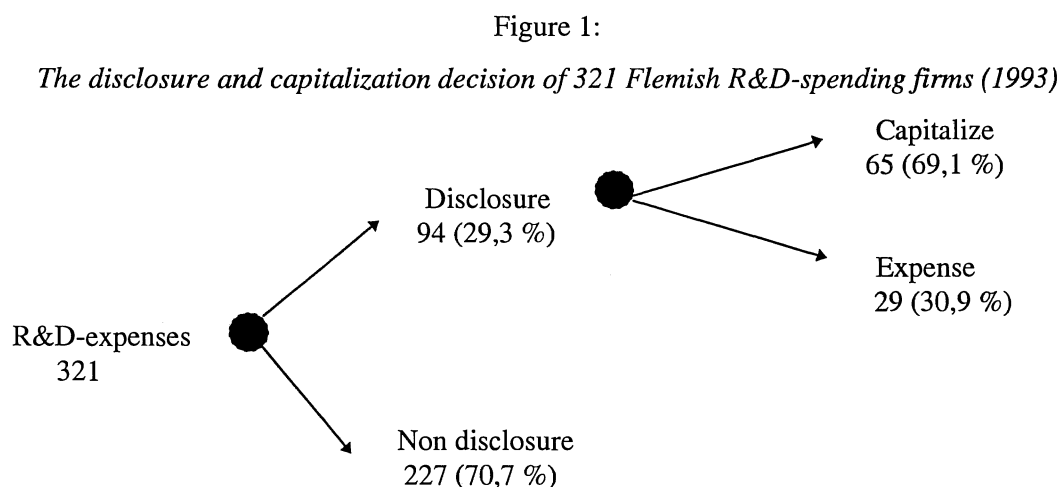 Figure 1:
The disclosure and capitalization decision of 321 Flemish R&D-spending firms (1993)
Capitalize
65 (69,1 %)
Disclosure
94 (29,3 %)
Expense
29 (30,9 %)
R&D-expenses
321
Non disclosure
227 (70,7 %)